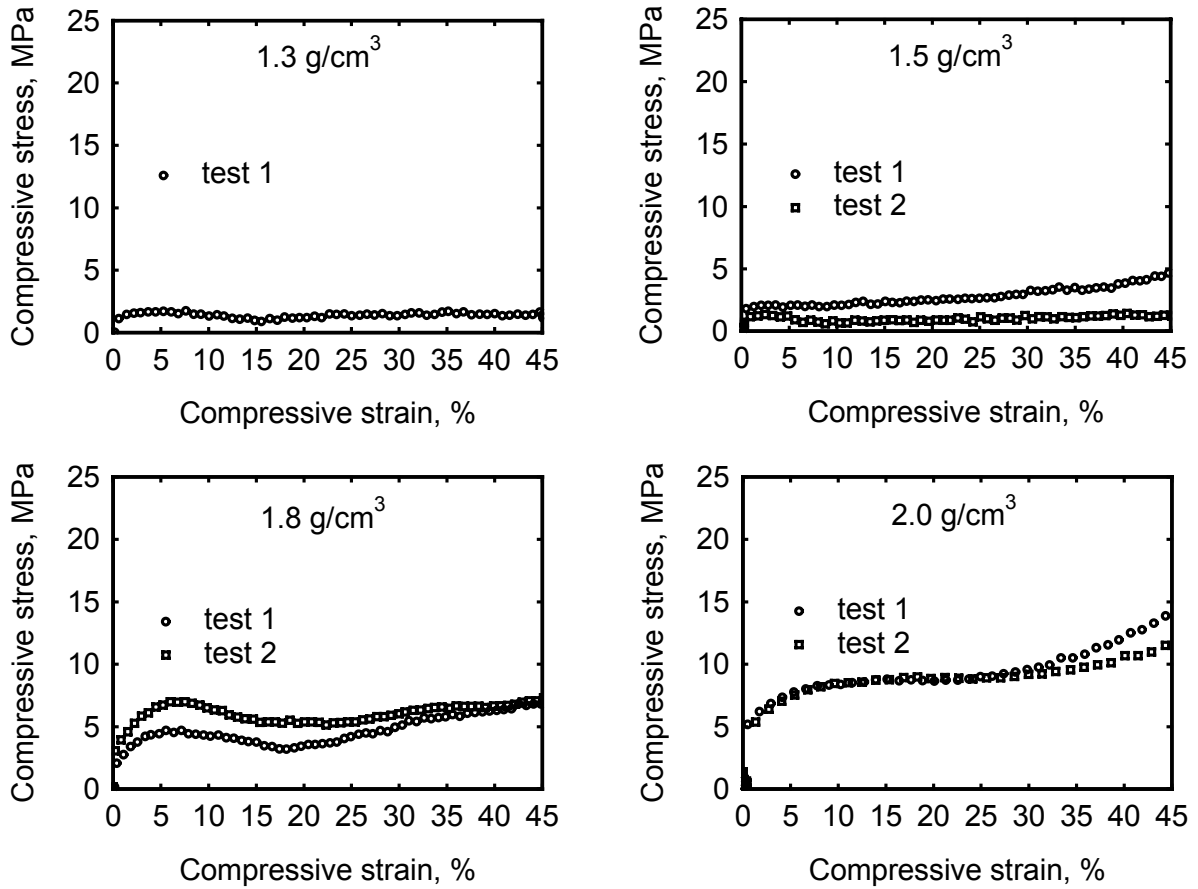 Compressive stress, MPa
25
20
15
10
5
0
1.3 g/cm³
test 1
0 5 10 15 20 25 30 35 40 45
Compressive strain, %
Compressive stress, MPa
25
20
15
10
5
0
1.5 g/cm³
test 1
test 2
0 5 10 15 20 25 30 35 40 45
Compressive strain, %
Compressive stress, MPa
25
20
15
10
5
0
1.8 g/cm³
test 1
test 2
0 5 10 15 20 25 30 35 40 45
Compressive strain, %
Compressive stress, MPa
25
20
15
10
5
0
2.0 g/cm³
test 1
test 2
0 5 10 15 20 25 30 35 40 45
Compressive strain, %